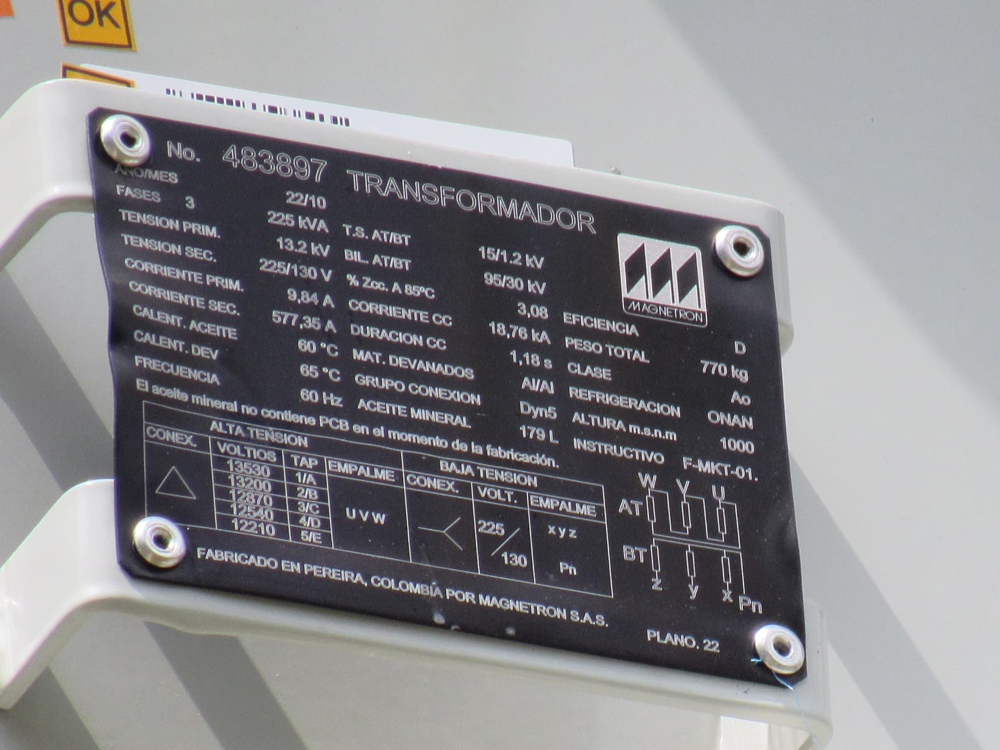 OK
No. 483897 TRANSFORMADOR
AÑO/MES 22/10
FASES 3 225 kVA T.S. AT/BT 15/1.2 kV
TENSION PRIM. 13.2 kV BIL. AT/BT 95/30 kV
TENSION SEC. 225/130 V % Zcc. A 85ºC 3,08 EFICIENCIA D
CORRIENTE PRIM. 9,84 A CORRIENTE CC 18,76 kA PESO TOTAL 770 kg
CORRIENTE SEC. 577,35 A DURACION CC 1,18 s CLASE Ao
CALENT. ACEITE 60 °C MAT. DEVANADOS Al/Al REFRIGERACION ONAN
CALENT. DEV 65 °C GRUPO CONEXION Dyn5 ALTURA m.s.n.m 1000
FRECUENCIA 60 Hz ACEITE MINERAL 179 L INSTRUCTIVO F-MKT-01.
MAGNETRON
El aceite mineral no contiene PCB en el momento de la fabricación.
ALTA TENSION BAJA TENSION
CONEX. VOLTIOS TAP EMPALME CONEX. VOLT. EMPALME
13530 1/A
13200 2/B
12870 3/C
12540 4/D
12210 5/E
U V W 225/130 x y z
Pn
W V U
AT
BT
z y x Pn
FABRICADO EN PEREIRA, COLOMBIA POR MAGNETRON S.A.S.
PLANO. 22